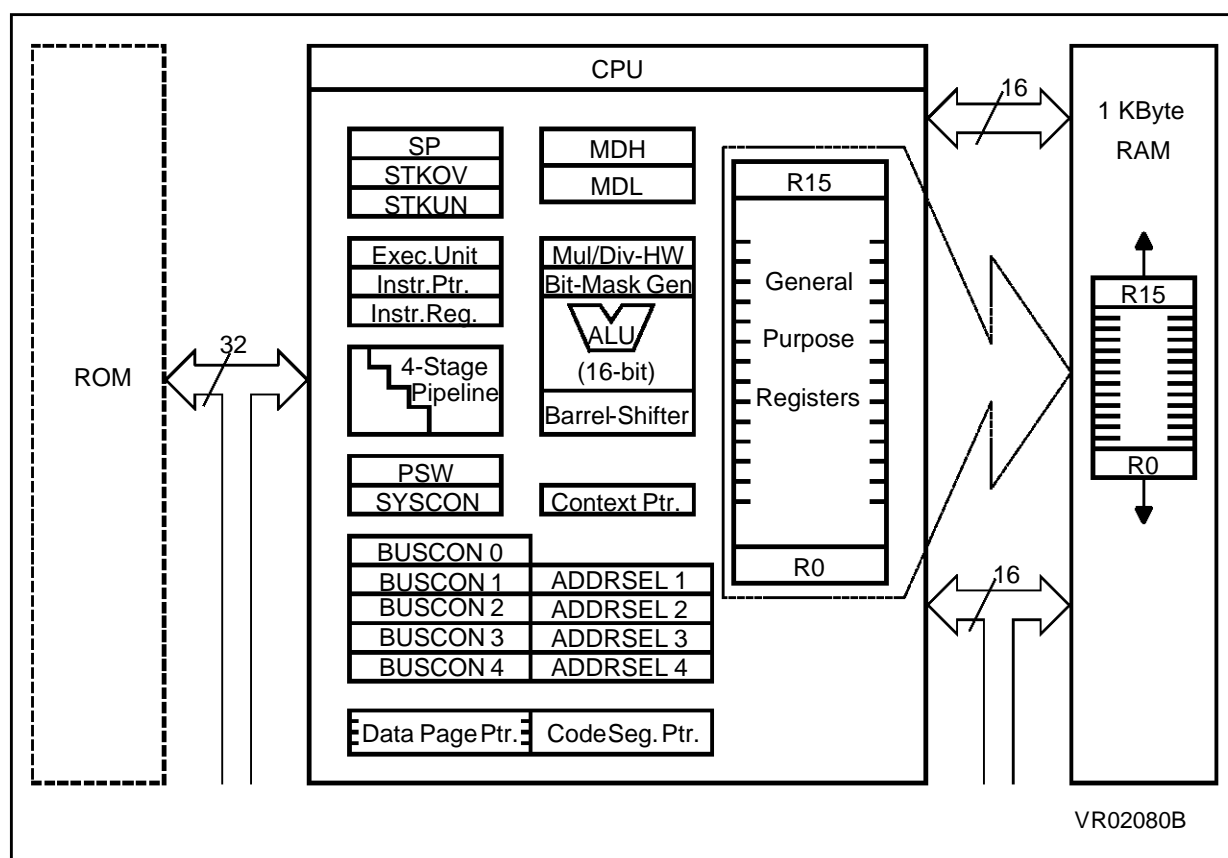 CPU
ROM
32
SP
STKOV
STKUN
MDH
MDL
Exec.Unit
Instr.Ptr.
Instr.Reg.
Mul/Div-HW
Bit-Mask Gen
ALU
(16-bit)
Barrel-Shifter
4-Stage
Pipeline
PSW
SYSCON
Context Ptr.
BUSCON 0
BUSCON 1 ADDRSEL 1
BUSCON 2 ADDRSEL 2
BUSCON 3 ADDRSEL 3
BUSCON 4 ADDRSEL 4
Data Page Ptr. Code Seg. Ptr.
R15
General
Purpose
Registers
R0
16
16
1 KByte
RAM
R15
R0
VR02080B